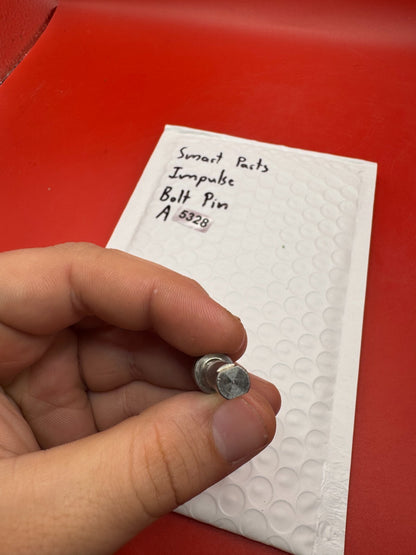 Smart Parts
Impulse
Bolt Pin
A 5328